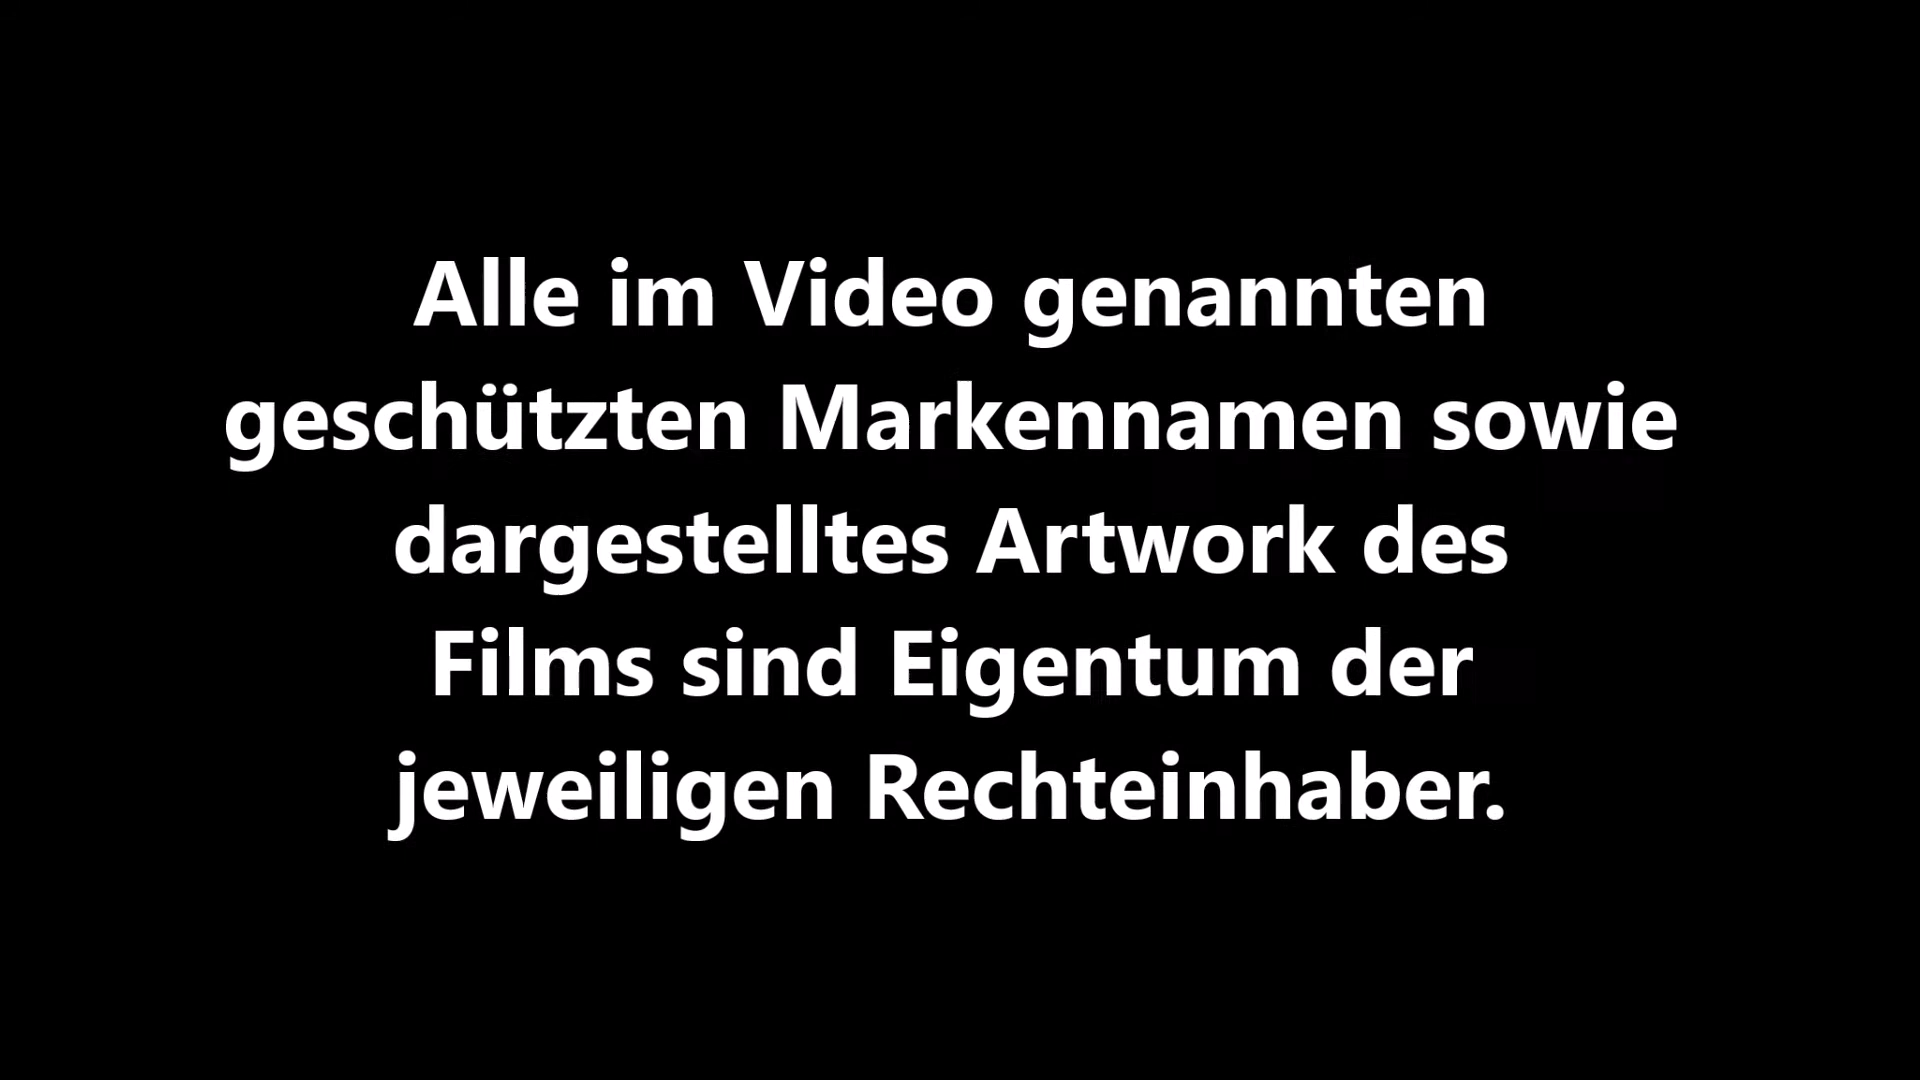 Alle im Video genannten
geschützten Markennamen sowie
dargestelltes Artwork des
Films sind Eigentum der
jeweiligen Rechteinhaber.